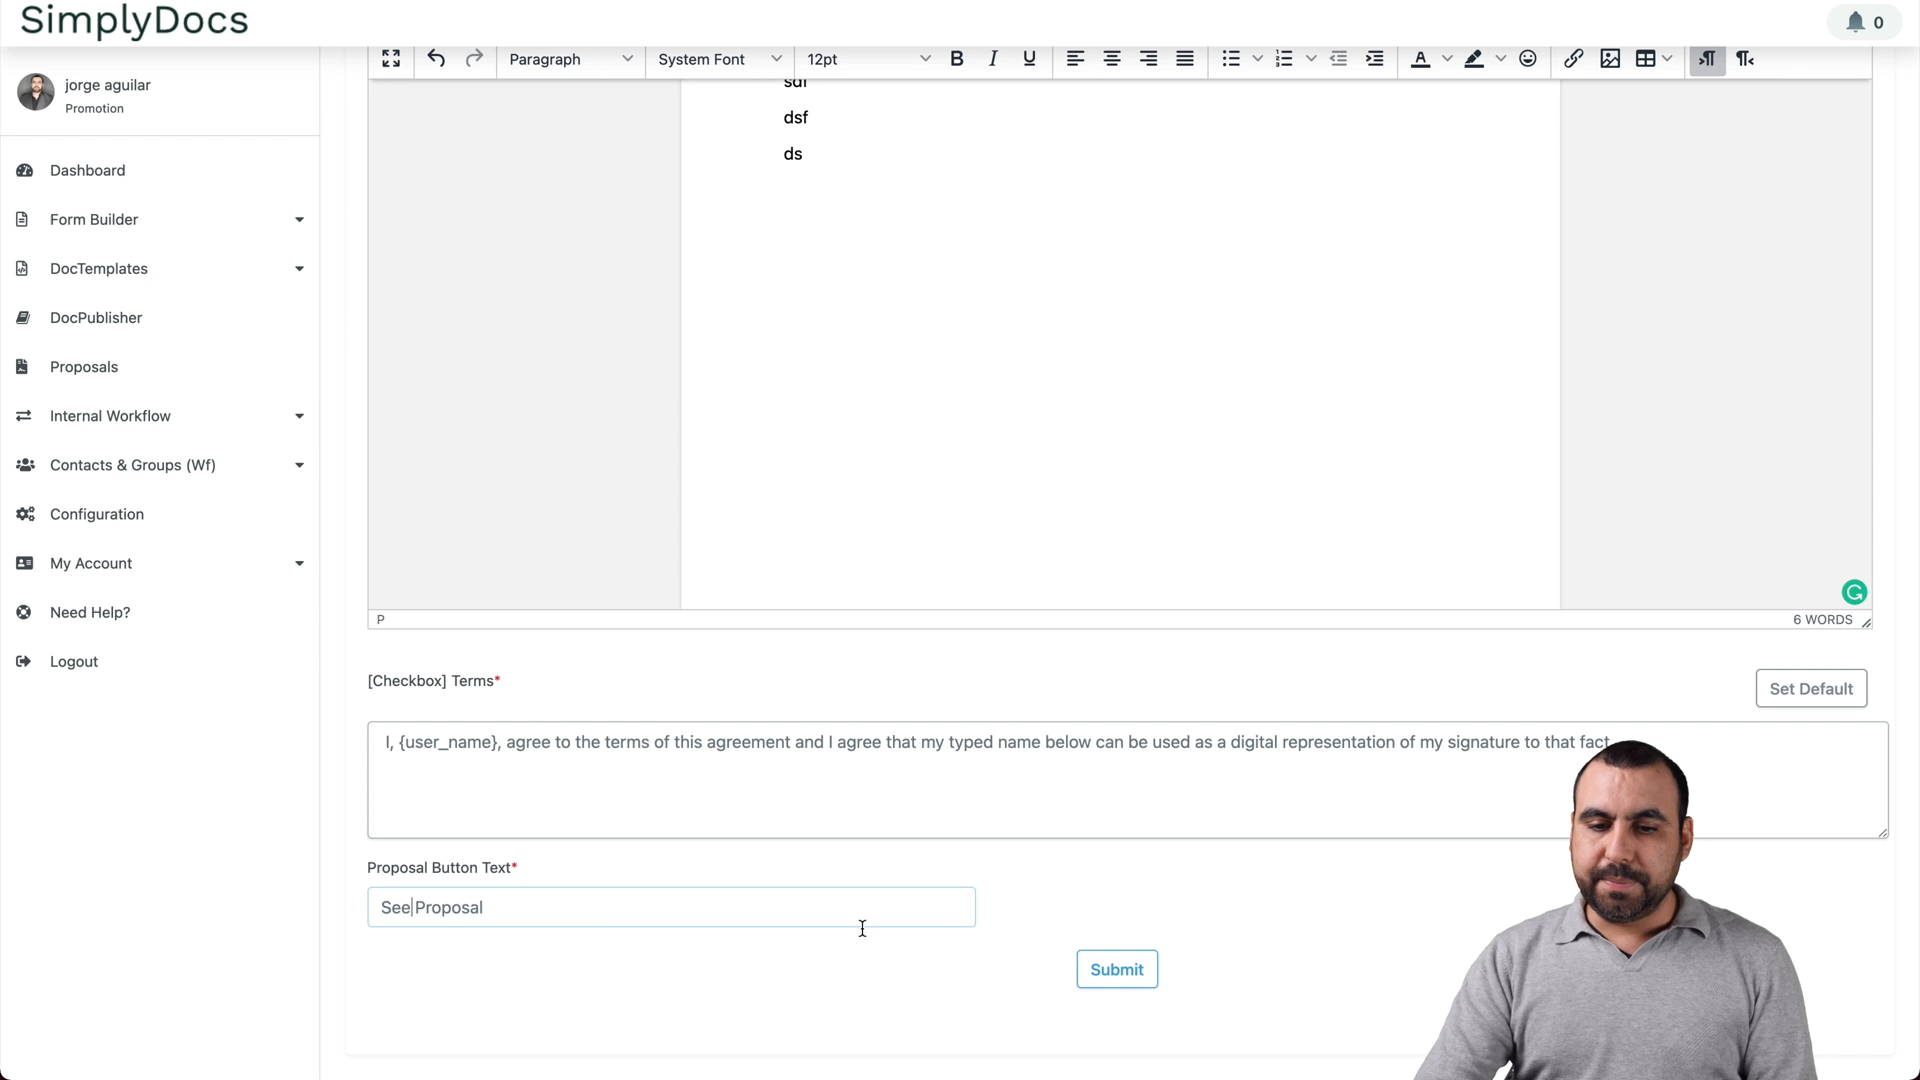 SimplyDocs
0
Paragraph
System Font
12pt
B
I
U
A
jorge aguilar
Promotion
Dashboard
Form Builder
DocTemplates
DocPublisher
Proposals
Internal Workflow
Contacts & Groups (Wf)
Configuration
My Account
Need Help?
Logout
sdf
dsf
ds
P
6 WORDS
[Checkbox] Terms*
Set Default
I, {user_name}, agree to the terms of this agreement and I agree that my typed name below can be used as a digital representation of my signature to that fact
Proposal Button Text*
See Proposal
Submit